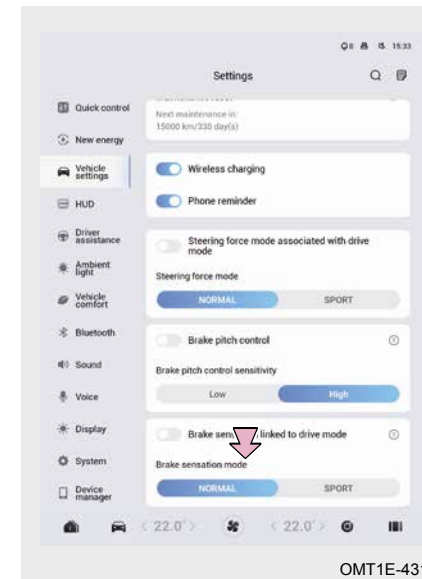 0 15:33
Settings
Quick control
New energy
Vehicle
settings
HUD
Driver
assistance
Ambient
light
Vehicle
comfort
Bluetooth
Sound
Voice
Display
System
Device
manager
Next maintenance in:
15000 km/330 day(s)
Wireless charging
Phone reminder
Steering force mode associated with drive
mode
Steering force mode
NORMAL SPORT
Brake pitch control
Brake pitch control sensitivity
Low High
Brake linked to drive mode
Brake sensation mode
NORMAL SPORT
22.0° 22.0°
OMT1E-431